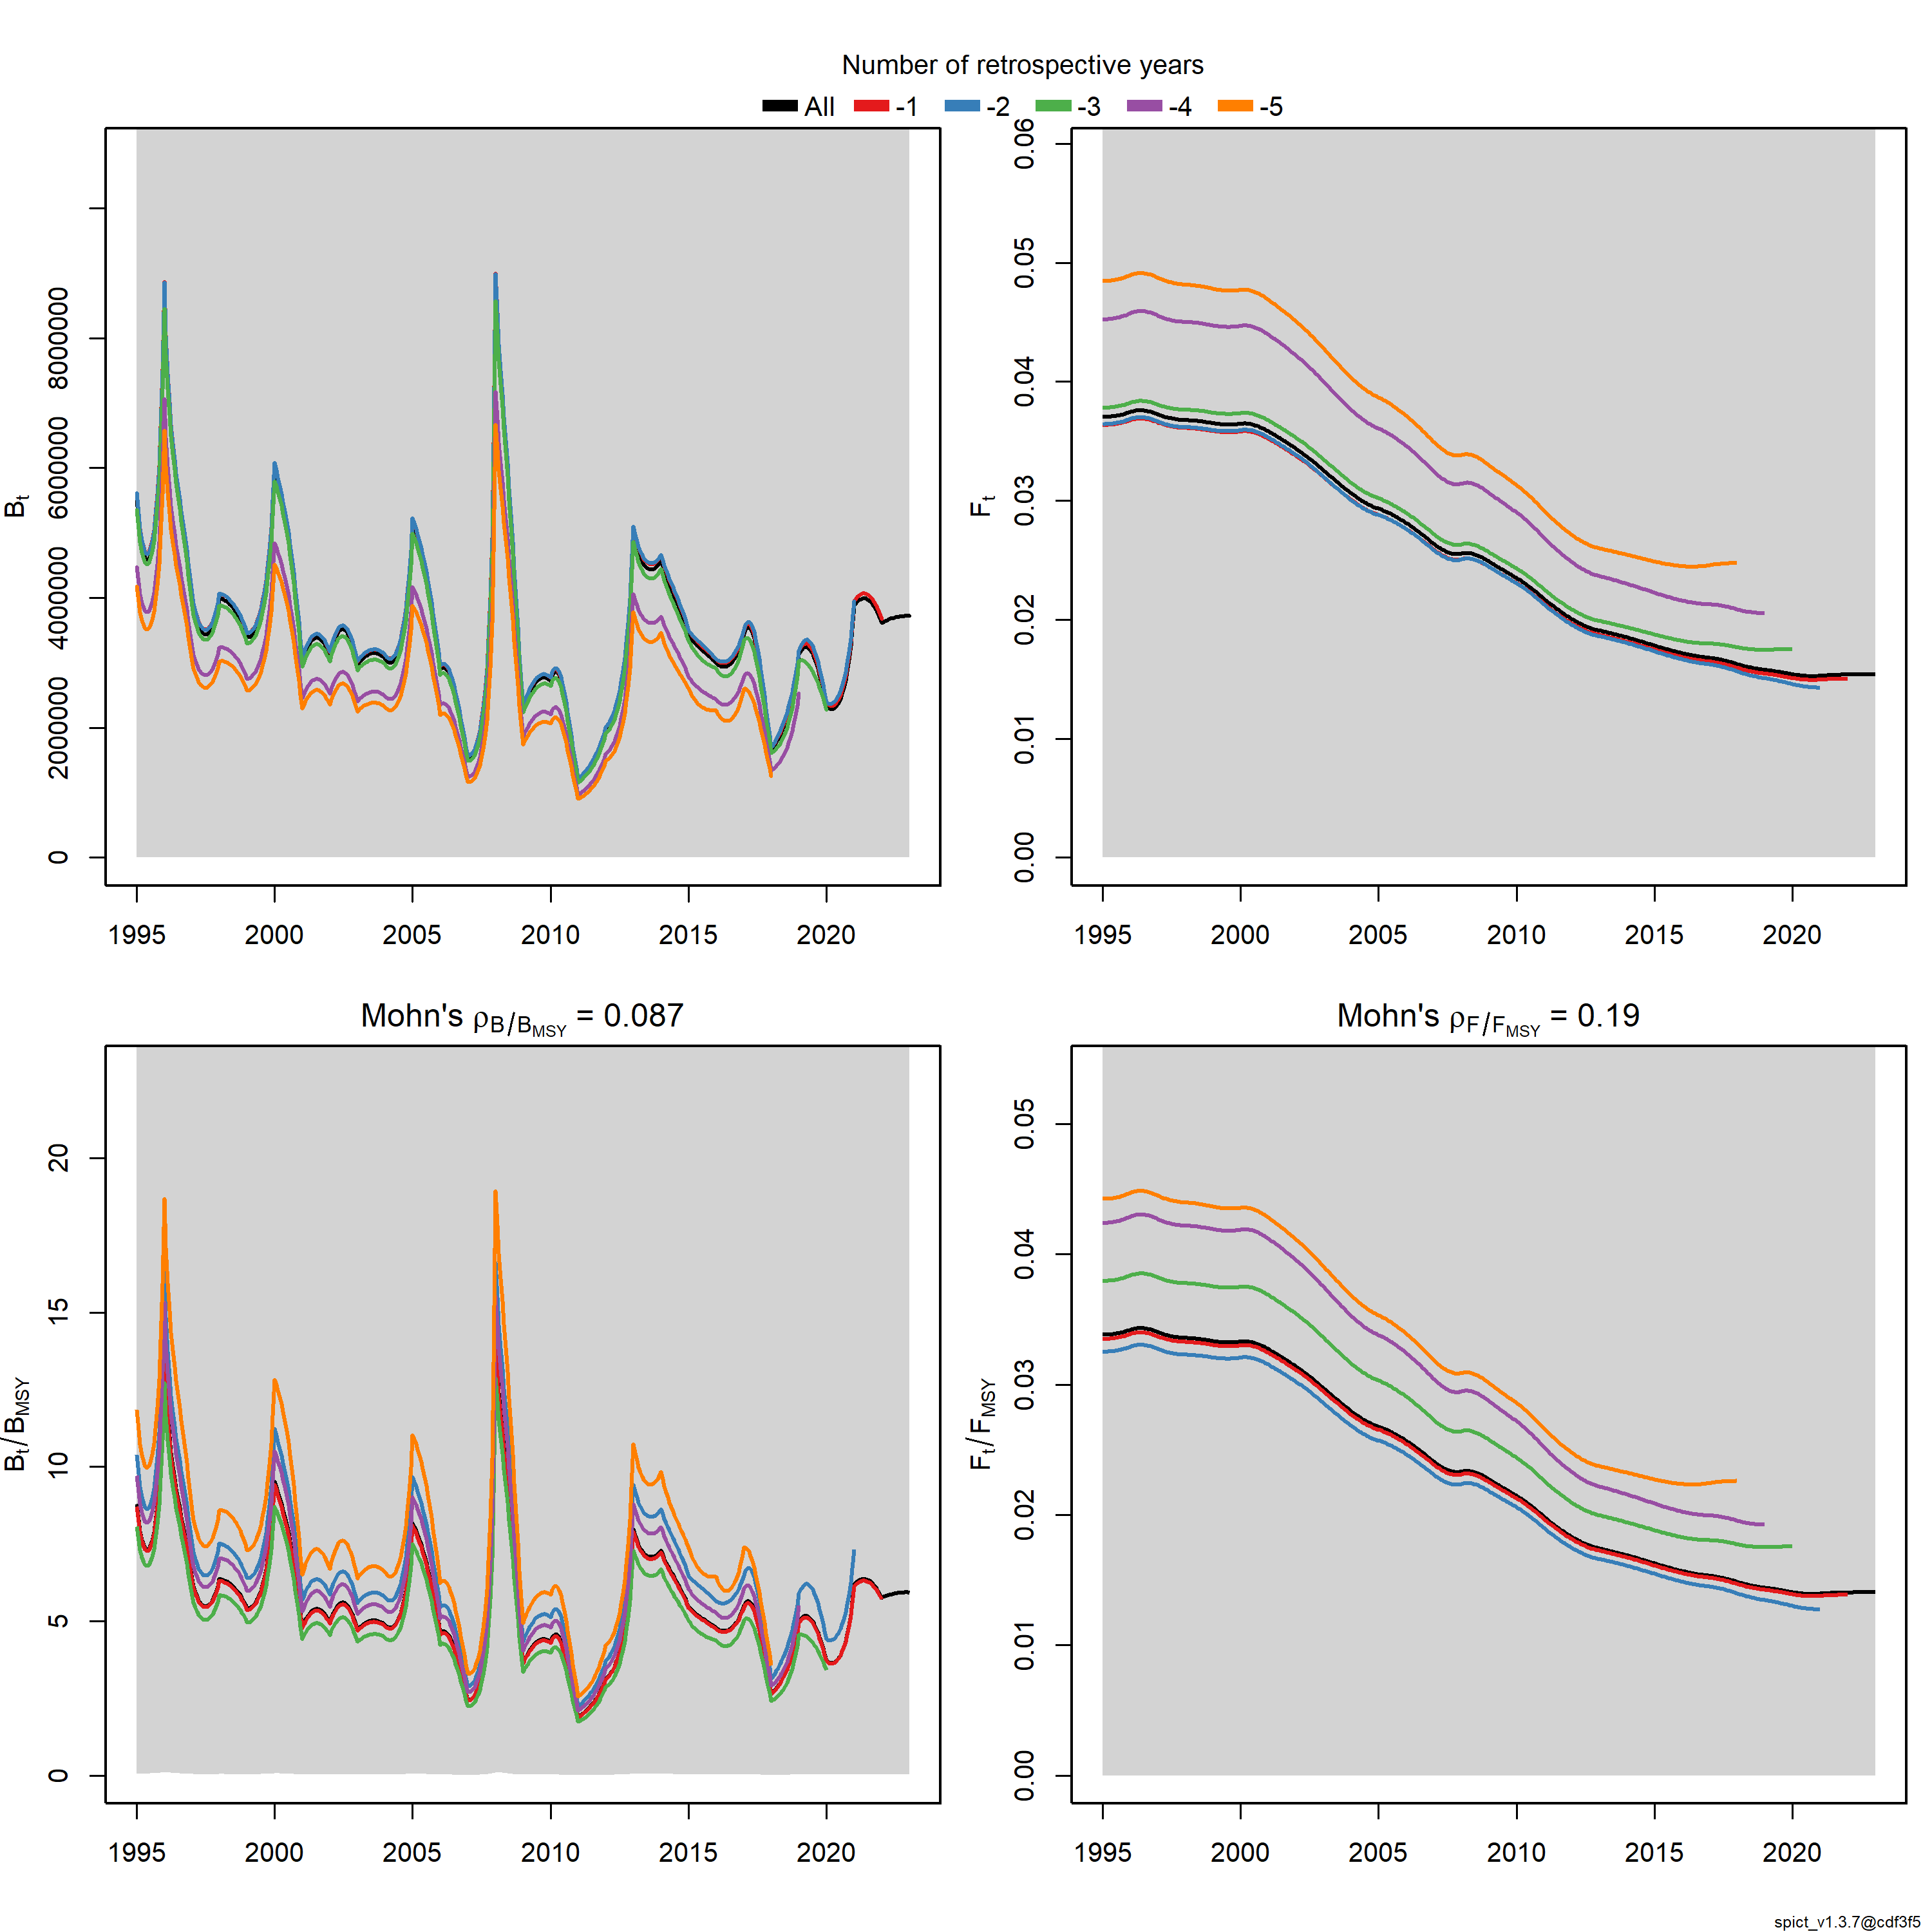 Number of retrospective years
All -1 -2 -3 -4 -5
Bt
0 2000000 4000000 6000000 8000000
1995 2000 2005 2010 2015 2020
Ft
0.00 0.01 0.02 0.03 0.04 0.05 0.06
1995 2000 2005 2010 2015 2020
Mohn's ρB/BMSY = 0.087
Bt/BMSY
0 5 10 15 20
1995 2000 2005 2010 2015 2020
Mohn's ρF/FMSY = 0.19
Ft/FMSY
0.00 0.01 0.02 0.03 0.04 0.05
1995 2000 2005 2010 2015 2020
spict_v1.3.7@cdf3f5